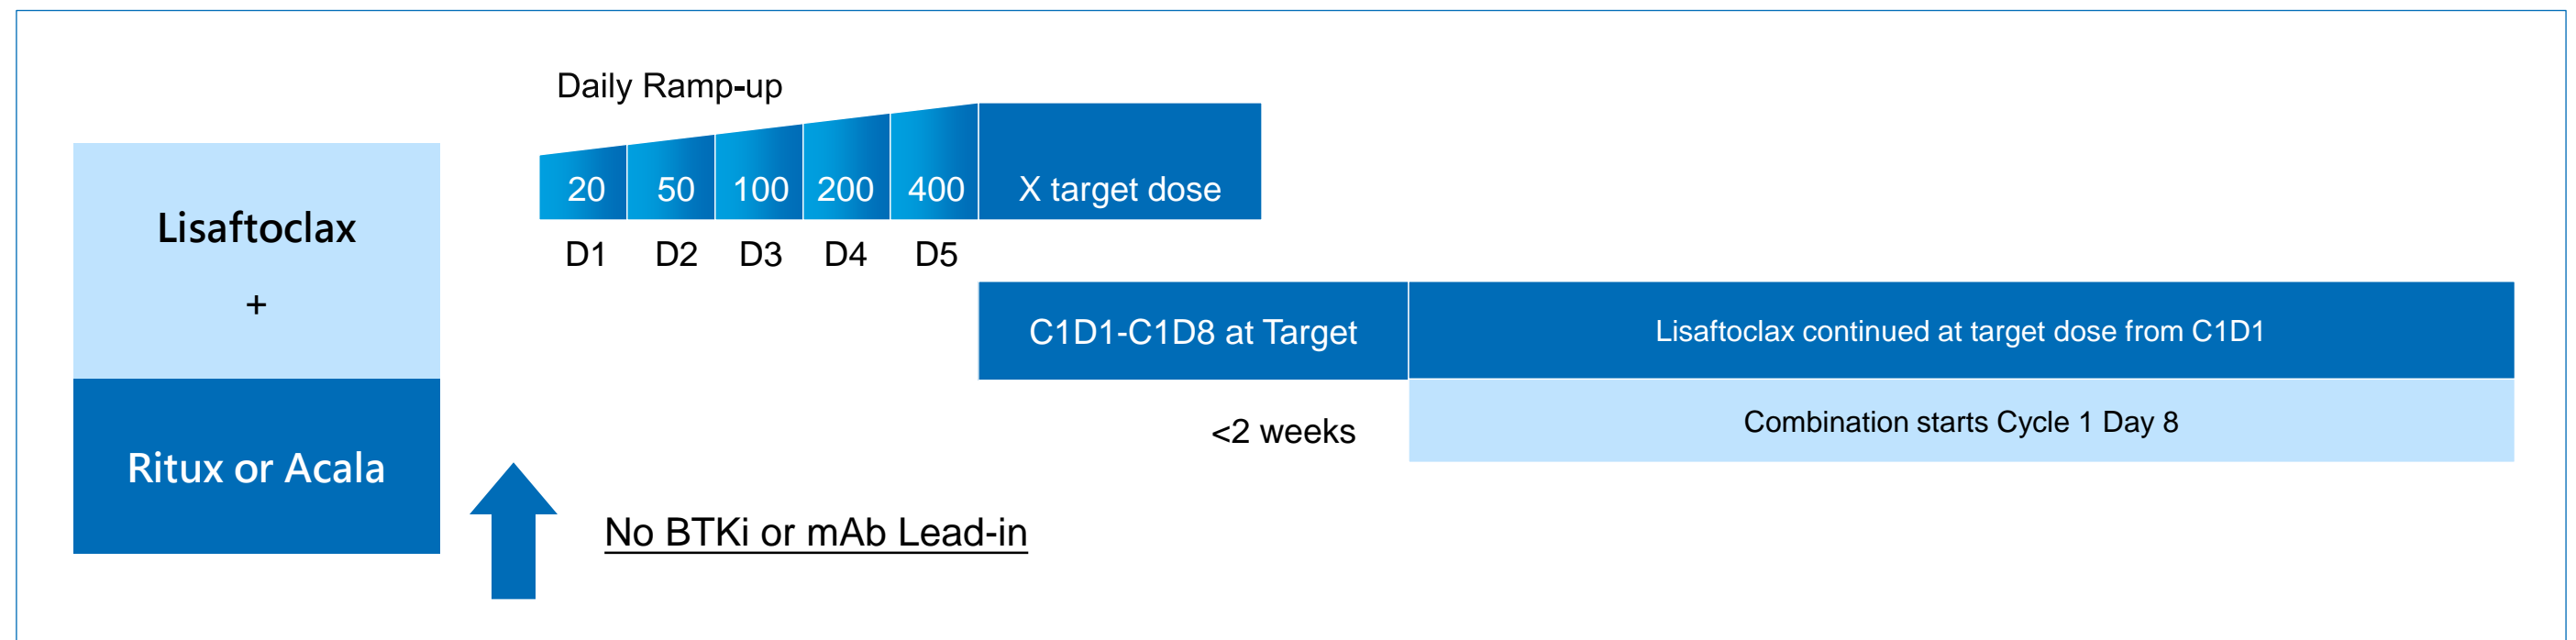 Daily Ramp-up
Lisaftoclax
+
Ritux or Acala
20 50 100 200 400 X target dose
D1 D2 D3 D4 D5
C1D1-C1D8 at Target
Lisaftoclax continued at target dose from C1D1
<2 weeks
Combination starts Cycle 1 Day 8
No BTKi or mAb Lead-in